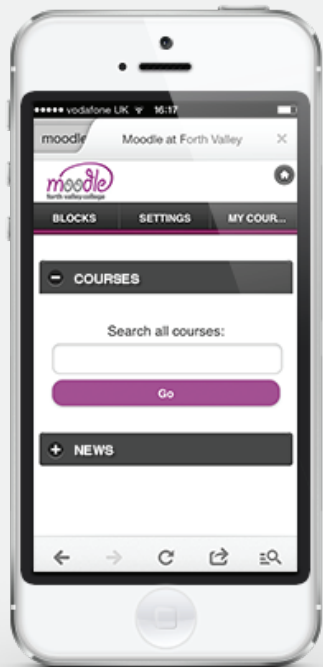 vodafone UK 16:17
moodle Moodle at Forth Valley
moodle
forth valley college
BLOCKS SETTINGS MY COUR...
COURSES
Search all courses:
Go
NEWS